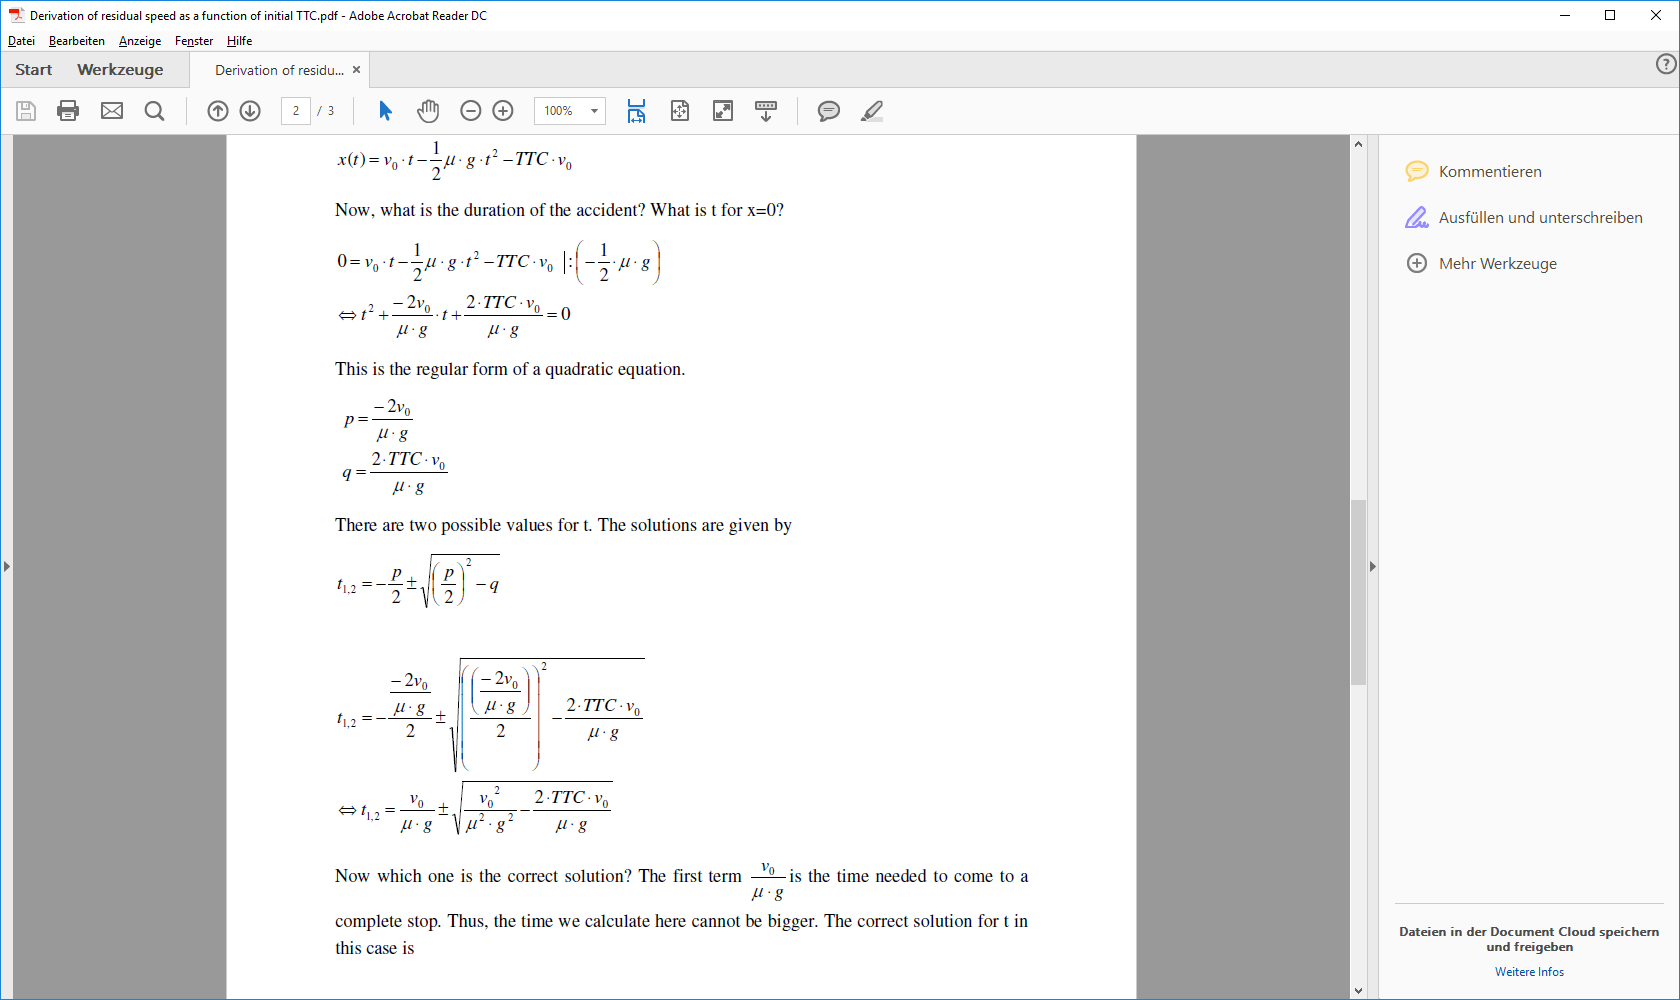 Derivation of residual speed as a function of initial TTC.pdf - Adobe Acrobat Reader DC
Datei Bearbeiten Anzeige Fenster Hilfe
Start Werkzeuge Derivation of residu... ×
2 / 3 100%
x(t) = v₀ · t − 1/2 μ · g · t² − TTC · v₀
Now, what is the duration of the accident? What is t for x=0?
0 = v₀ · t − 1/2 μ · g · t² − TTC · v₀ |:(− 1/2 · μ · g)
⇔ t² + (−2v₀)/(μ · g) · t + (2 · TTC · v₀)/(μ · g) = 0
This is the regular form of a quadratic equation.
p = (−2v₀)/(μ · g)
q = (2 · TTC · v₀)/(μ · g)
There are two possible values for t. The solutions are given by
t₁,₂ = − p/2 ± √((p/2)² − q)
t₁,₂ = − ((−2v₀)/(μ · g))/2 ± √((((−2v₀)/(μ · g))/2)² − (2 · TTC · v₀)/(μ · g))
⇔ t₁,₂ = v₀/(μ · g) ± √(v₀²/(μ² · g²) − (2 · TTC · v₀)/(μ · g))
Now which one is the correct solution? The first term v₀/(μ · g) is the time needed to come to a
complete stop. Thus, the time we calculate here cannot be bigger. The correct solution for t in
this case is
Kommentieren
Ausfüllen und unterschreiben
Mehr Werkzeuge
Dateien in der Document Cloud speichern
und freigeben
Weitere Infos